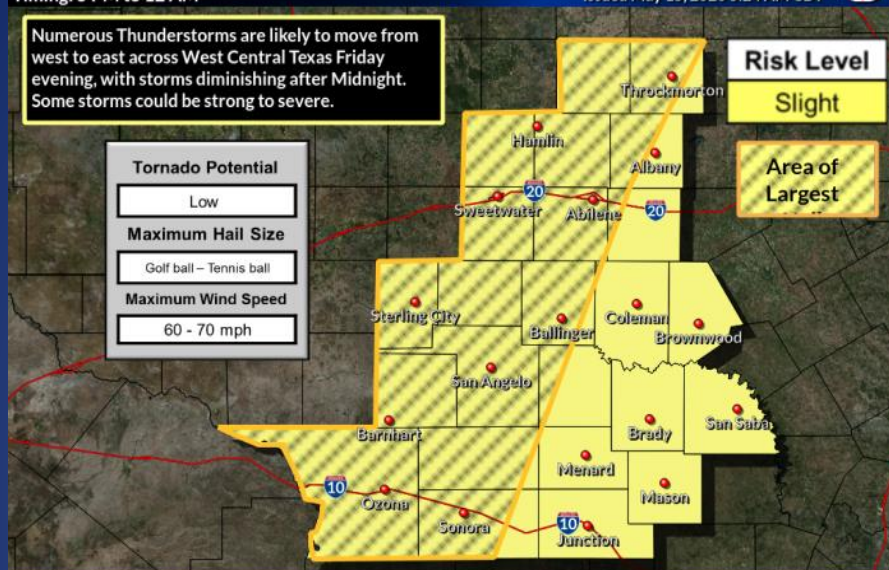 Numerous Thunderstorms are likely to move from
west to east across West Central Texas Friday
evening, with storms diminishing after Midnight.
Some storms could be strong to severe.
Risk Level
Slight
Area of
Largest
Tornado Potential
Low
Maximum Hail Size
Golf ball – Tennis ball
Maximum Wind Speed
60 - 70 mph
Throckmorton
Hamlin
Albany
20
Sweetwater
Abilene
20
Sterling City
Ballinger
Coleman
Brownwood
San Angelo
Barnhart
Brady
San Saba
Menard
10
Ozona
Mason
Sonora
10
Junction